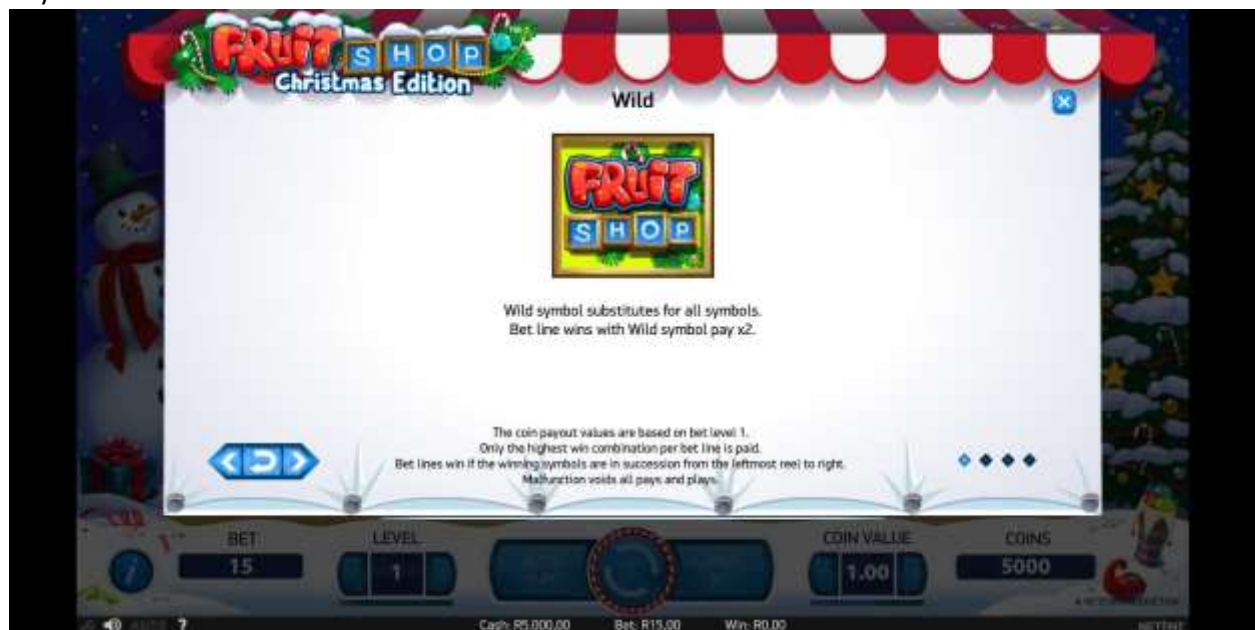 FRUIT SHOP
Christmas Edition
Wild
FRUIT
SHOP
Wild symbol substitutes for all symbols.
Bet line wins with Wild symbol pay x2.
The coin payout values are based on bet level 1.
Only the highest win combination per bet line is paid.
Bet lines win if the winning symbols are in succession from the leftmost reel to right.
Malfunction voids all pays and plays.
BET
LEVEL
COIN VALUE
COINS
15
1
1.00
5000
Cash: R5,000.00
Bet: R15.00
Win: R0.00
NETENT